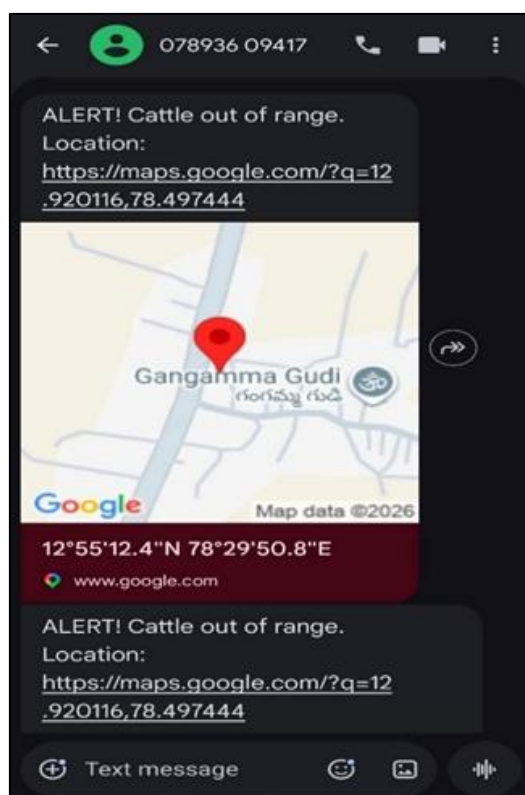 078936 09417
ALERT! Cattle out of range.
Location:
https://maps.google.com/?q=12
.920116,78.497444
Gangamma Gudi
గంగమ్మ గుడి
Google
Map data ©2026
12°55'12.4"N 78°29'50.8"E
www.google.com
ALERT! Cattle out of range.
Location:
https://maps.google.com/?q=12
.920116,78.497444
Text message